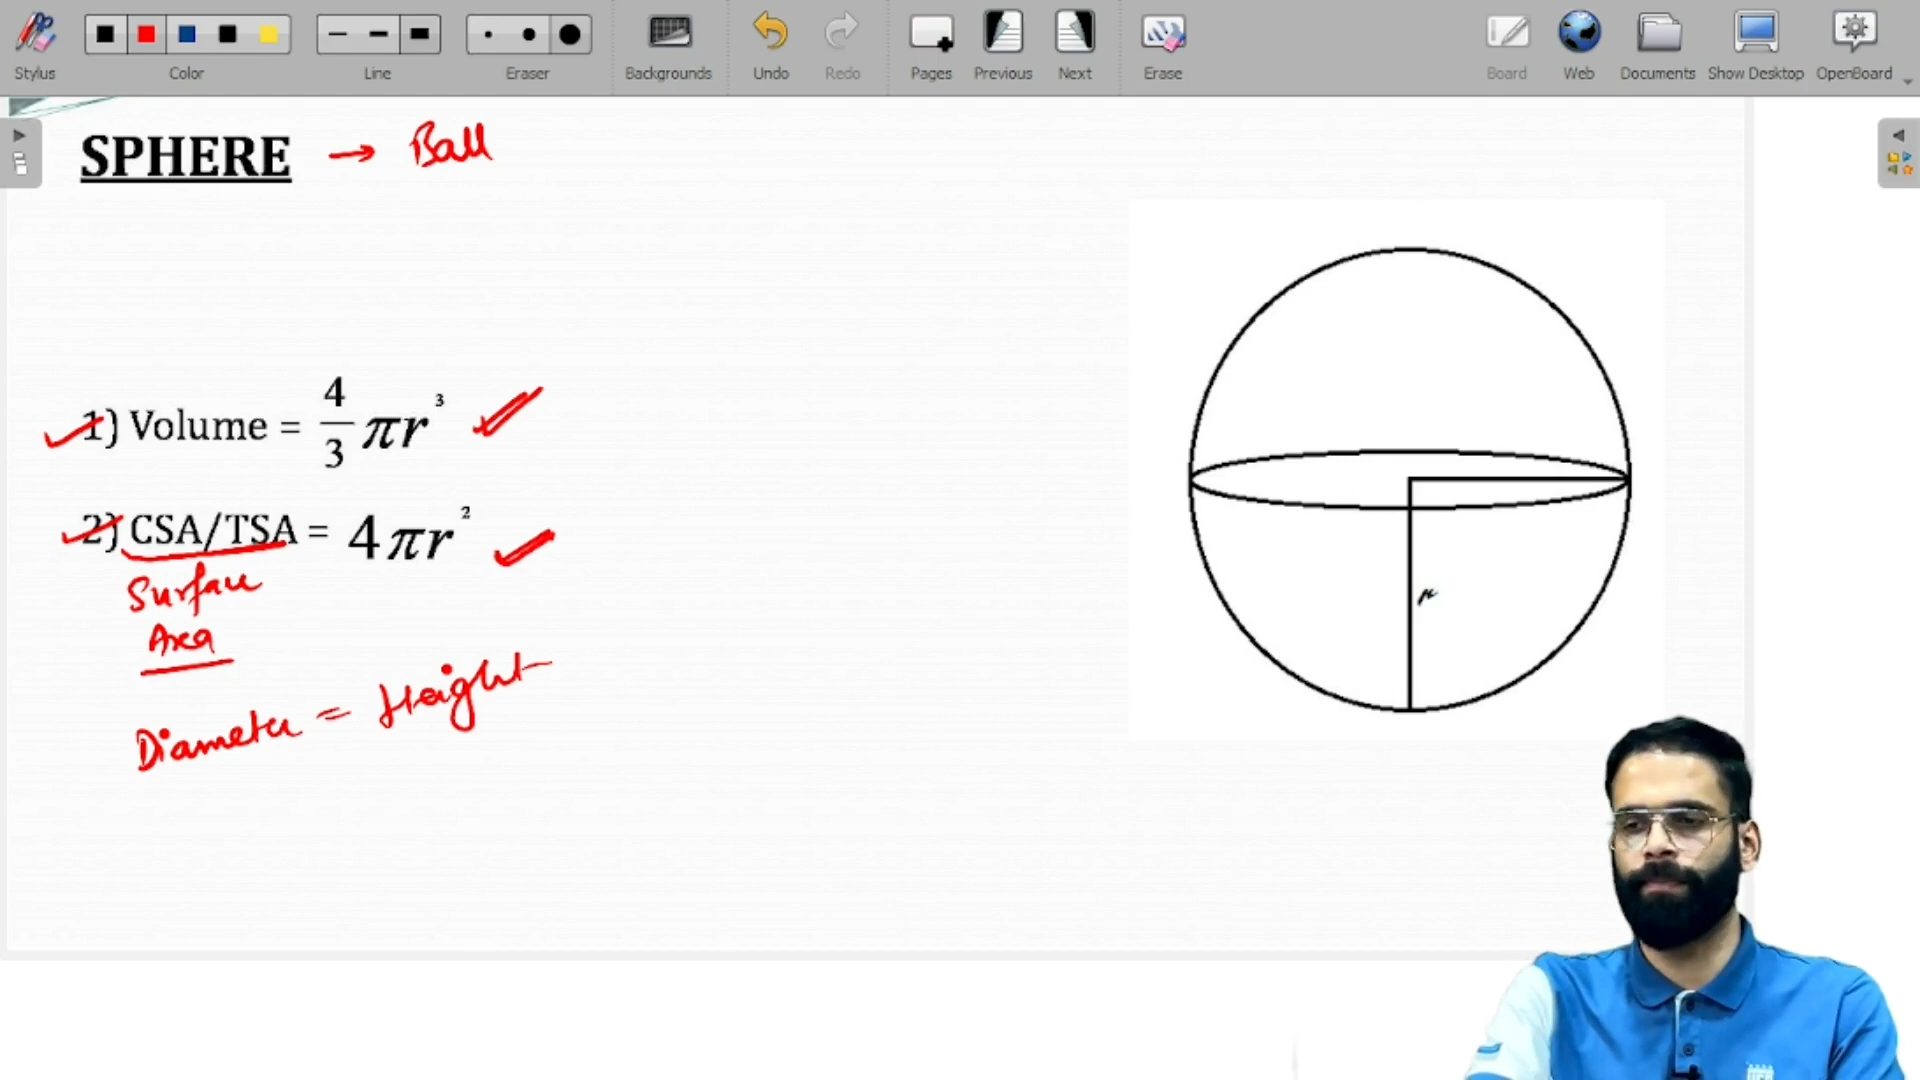 Stylus Color Line Eraser Backgrounds Undo Redo Pages Previous Next Erase Board Web Documents Show Desktop OpenBoard
SPHERE → Ball
1) Volume = 4/3 πr³
2) CSA/TSA = 4πr²
Surface
Area
Diameter = Height
r